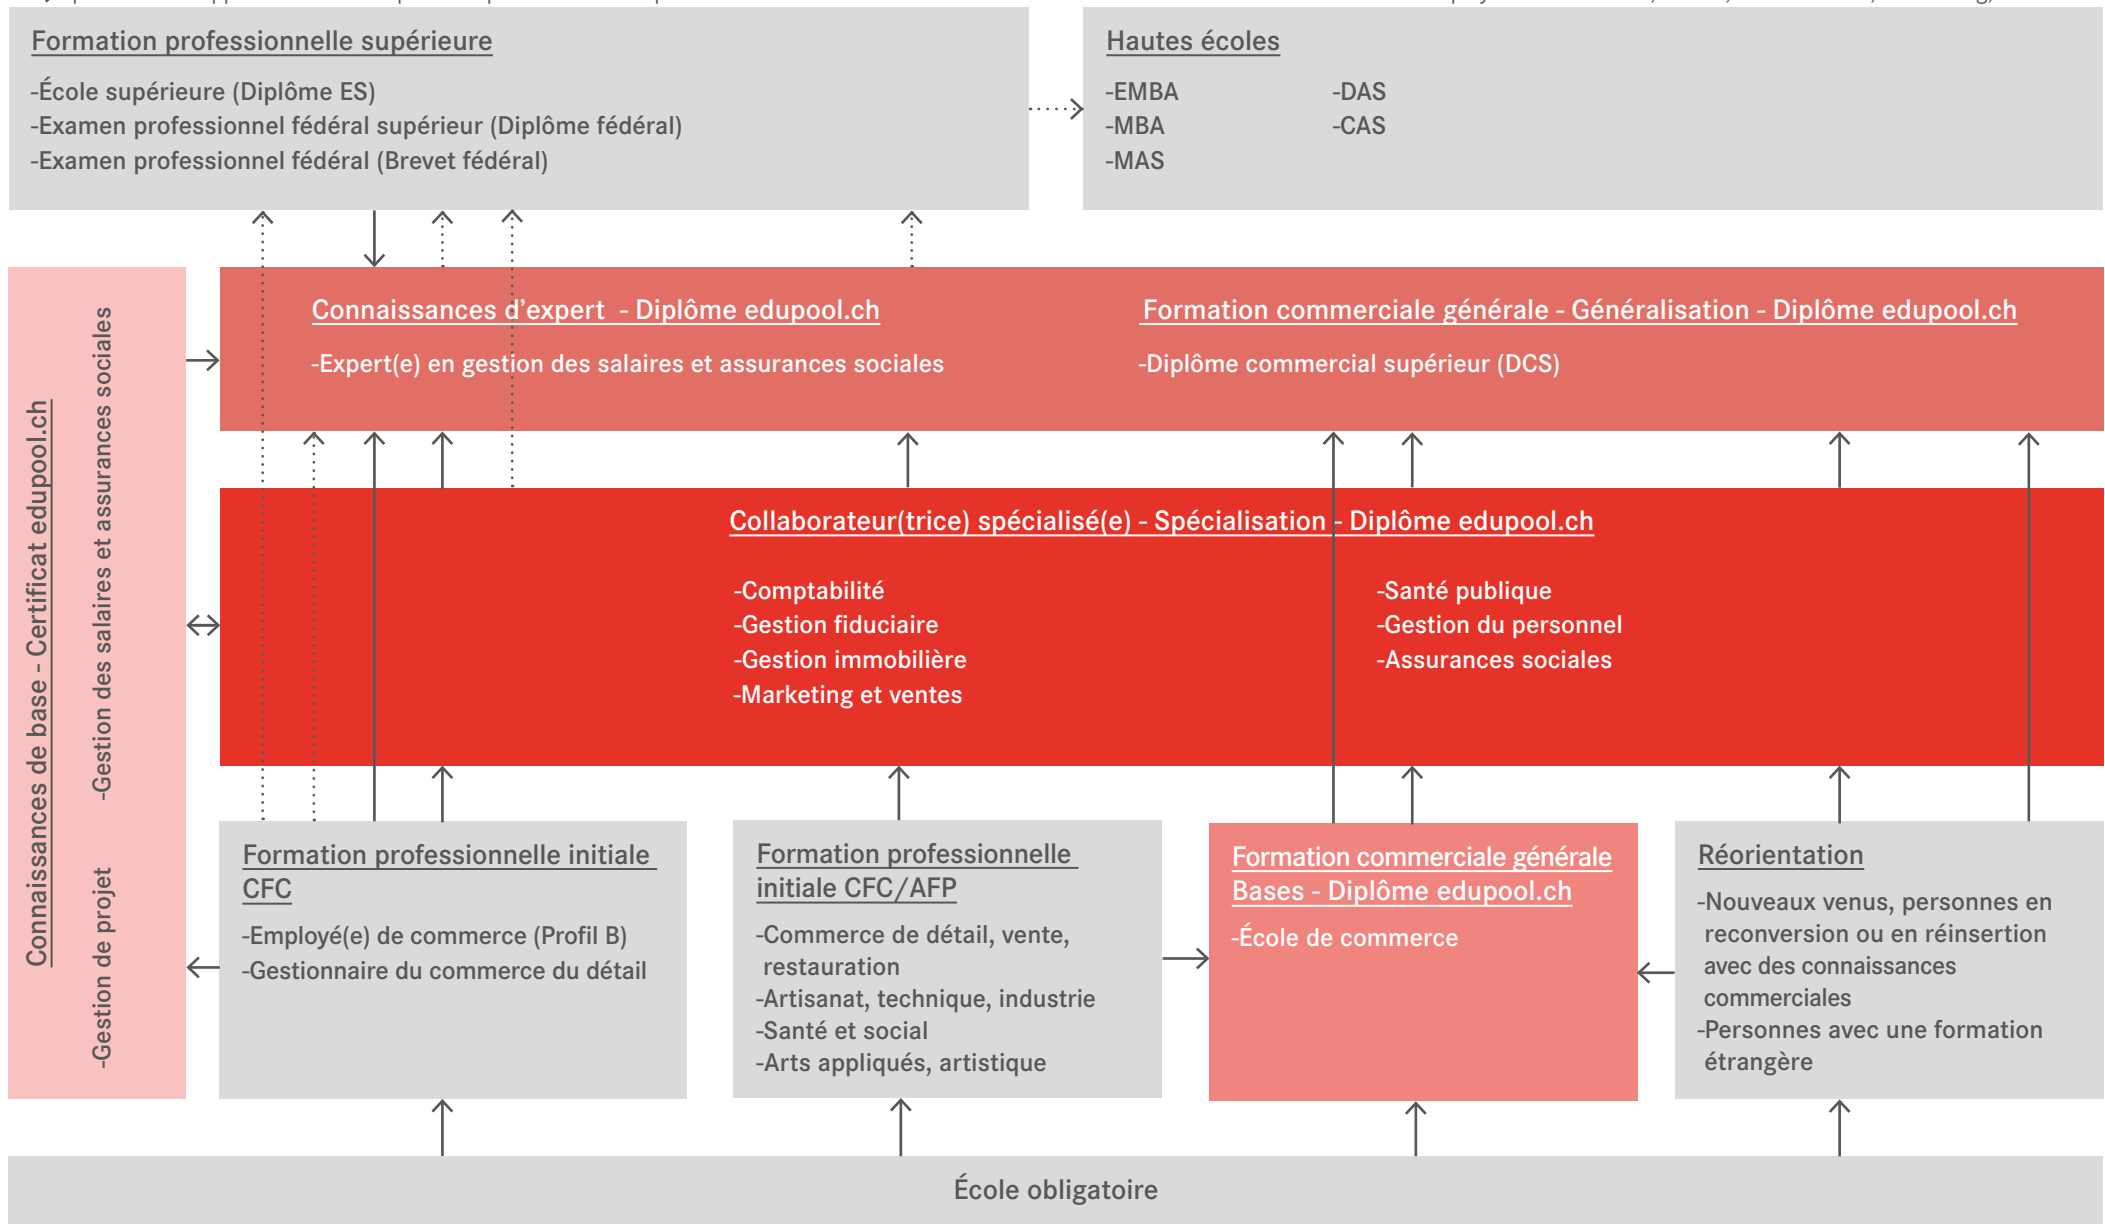 Formation professionnelle supérieure
-École supérieure (Diplôme ES)
-Examen professionnel fédéral supérieur (Diplôme fédéral)
-Examen professionnel fédéral (Brevet fédéral)
Hautes écoles
-EMBA
-MBA
-MAS
-DAS
-CAS
Connaissances de base - Certificat edupool.ch
-Gestion des salaires et assurances sociales
-Gestion de projet
Connaissances d’expert - Diplôme edupool.ch
-Expert(e) en gestion des salaires et assurances sociales
Formation commerciale générale - Généralisation - Diplôme edupool.ch
-Diplôme commercial supérieur (DCS)
Collaborateur(trice) spécialisé(e) - Spécialisation - Diplôme edupool.ch
-Comptabilité
-Gestion fiduciaire
-Gestion immobilière
-Marketing et ventes
-Santé publique
-Gestion du personnel
-Assurances sociales
Formation professionnelle initiale
CFC
-Employé(e) de commerce (Profil B)
-Gestionnaire du commerce du détail
Formation professionnelle
initiale CFC/AFP
-Commerce de détail, vente,
restauration
-Artisanat, technique, industrie
-Santé et social
-Arts appliqués, artistique
Formation commerciale générale
Bases - Diplôme edupool.ch
-École de commerce
Réorientation
-Nouveaux venus, personnes en
reconversion ou en réinsertion
avec des connaissances
commerciales
-Personnes avec une formation
étrangère
École obligatoire